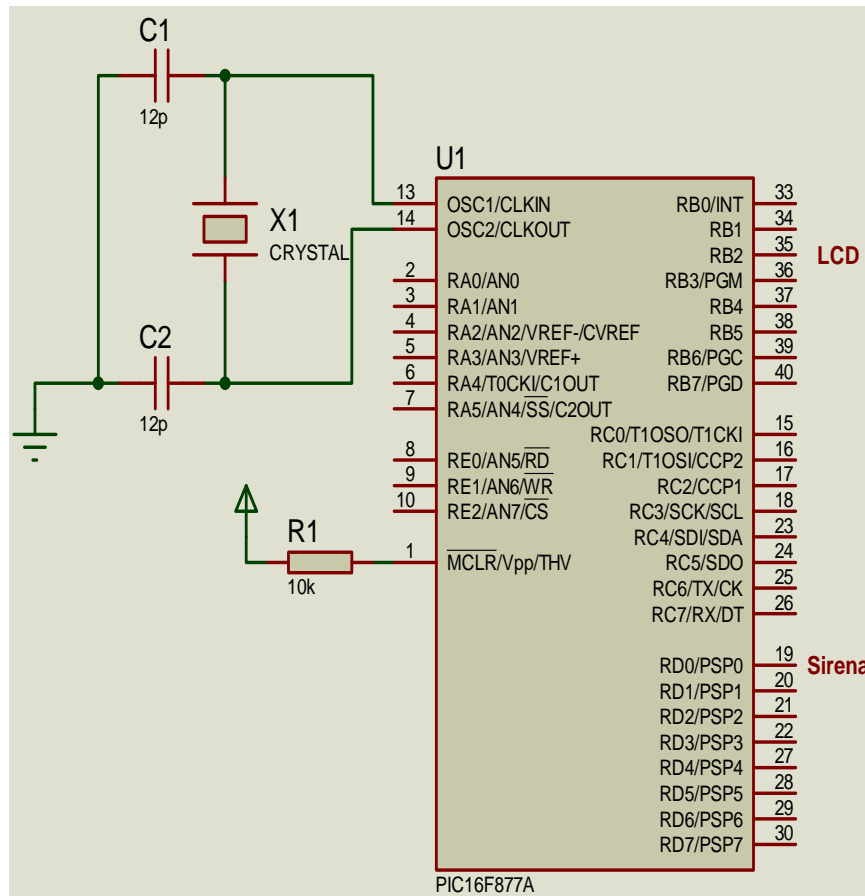 C1
12p
X1
CRYSTAL
C2
12p
R1
10k
U1
13 OSC1/CLKIN
14 OSC2/CLKOUT
2 RA0/AN0
3 RA1/AN1
4 RA2/AN2/VREF-/CVREF
5 RA3/AN3/VREF+
6 RA4/T0CKI/C1OUT
7 RA5/AN4/SS/C2OUT
8 RE0/AN5/RD
9 RE1/AN6/WR
10 RE2/AN7/CS
1 MCLR/Vpp/THV
RB0/INT 33
RB1 34
RB2 35
LCD
RB3/PGM 36
RB4 37
RB5 38
RB6/PGC 39
RB7/PGD 40
RC0/T1OSO/T1CKI 15
RC1/T1OSI/CCP2 16
RC2/CCP1 17
RC3/SCK/SCL 18
RC4/SDI/SDA 23
RC5/SDO 24
RC6/TX/CK 25
RC7/RX/DT 26
RD0/PSP0 19
Sirena
RD1/PSP1 20
RD2/PSP2 21
RD3/PSP3 22
RD4/PSP4 27
RD5/PSP5 28
RD6/PSP6 29
RD7/PSP7 30
PIC16F877A